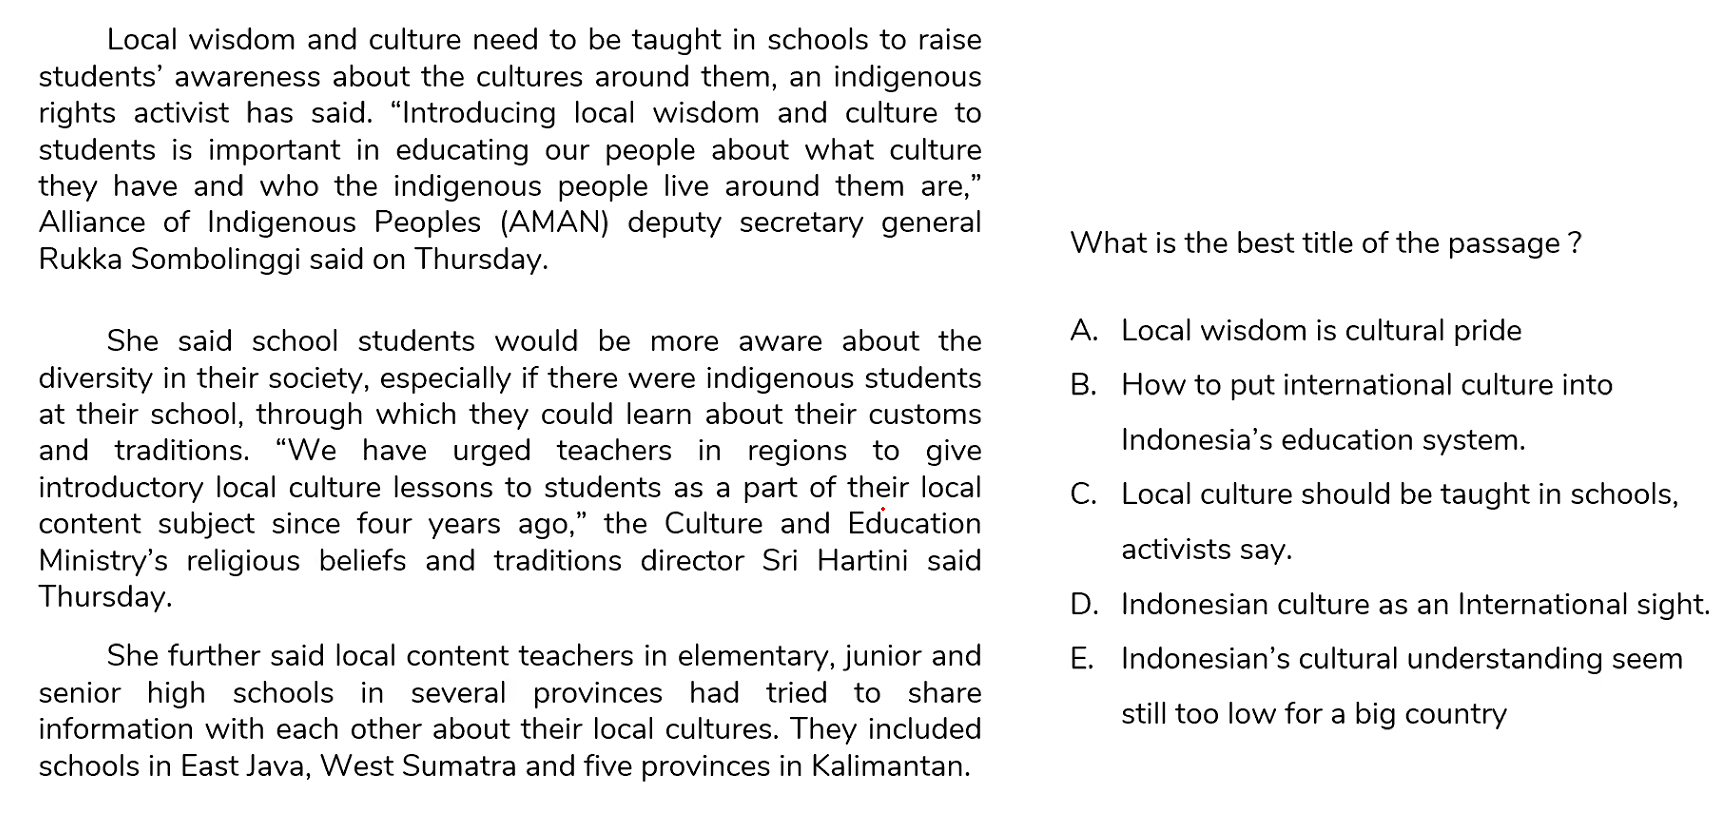 Local wisdom and culture need to be taught in schools to raise
students’ awareness about the cultures around them, an indigenous
rights activist has said. “Introducing local wisdom and culture to
students is important in educating our people about what culture
they have and who the indigenous people live around them are,”
Alliance of Indigenous Peoples (AMAN) deputy secretary general
Rukka Sombolinggi said on Thursday.
She said school students would be more aware about the
diversity in their society, especially if there were indigenous students
at their school, through which they could learn about their customs
and traditions. “We have urged teachers in regions to give
introductory local culture lessons to students as a part of their local
content subject since four years ago,” the Culture and Education
Ministry’s religious beliefs and traditions director Sri Hartini said
Thursday.
She further said local content teachers in elementary, junior and
senior high schools in several provinces had tried to share
information with each other about their local cultures. They included
schools in East Java, West Sumatra and five provinces in Kalimantan.
What is the best title of the passage ?
A. Local wisdom is cultural pride
B. How to put international culture into
Indonesia’s education system.
C. Local culture should be taught in schools,
activists say.
D. Indonesian culture as an International sight.
E. Indonesian’s cultural understanding seem
still too low for a big country